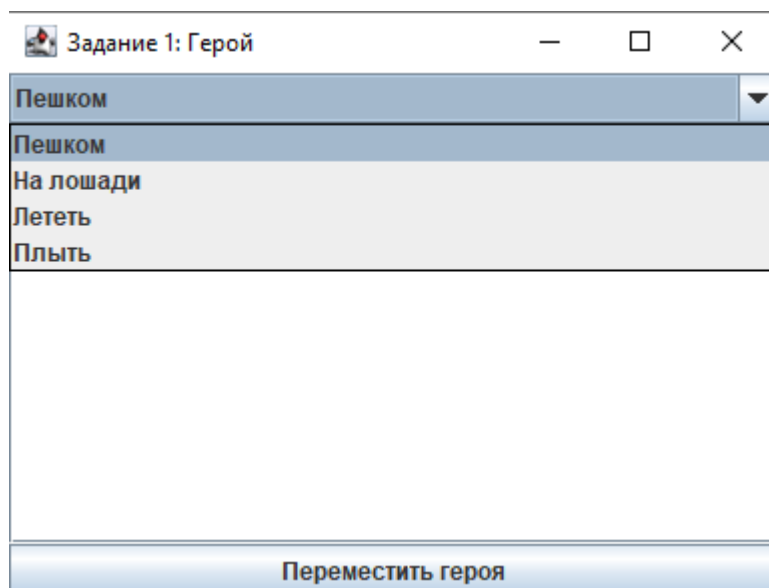 Задание 1: Герой
Пешком
Пешком
На лошади
Лететь
Плыть
Переместить героя